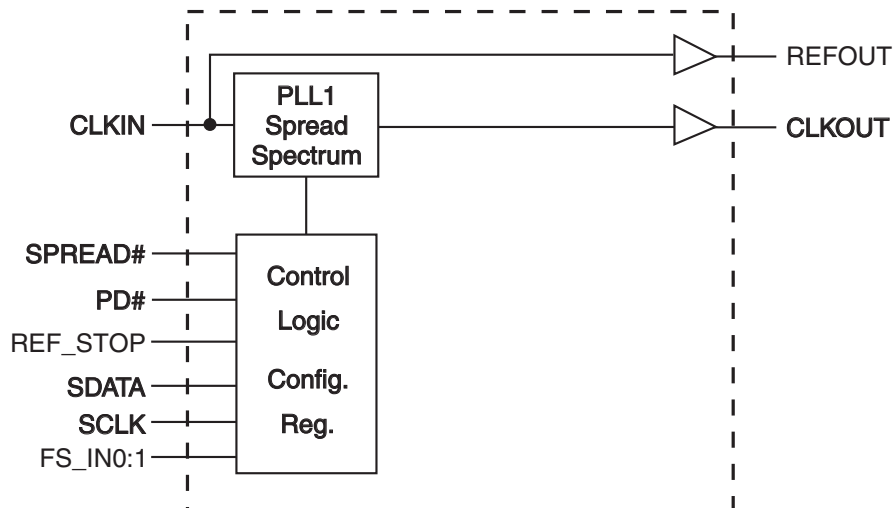 REFOUT
PLL1
Spread
Spectrum
CLKIN
CLKOUT
SPREAD#
PD#
REF_STOP
SDATA
SCLK
FS_IN0:1
Control
Logic
Config.
Reg.